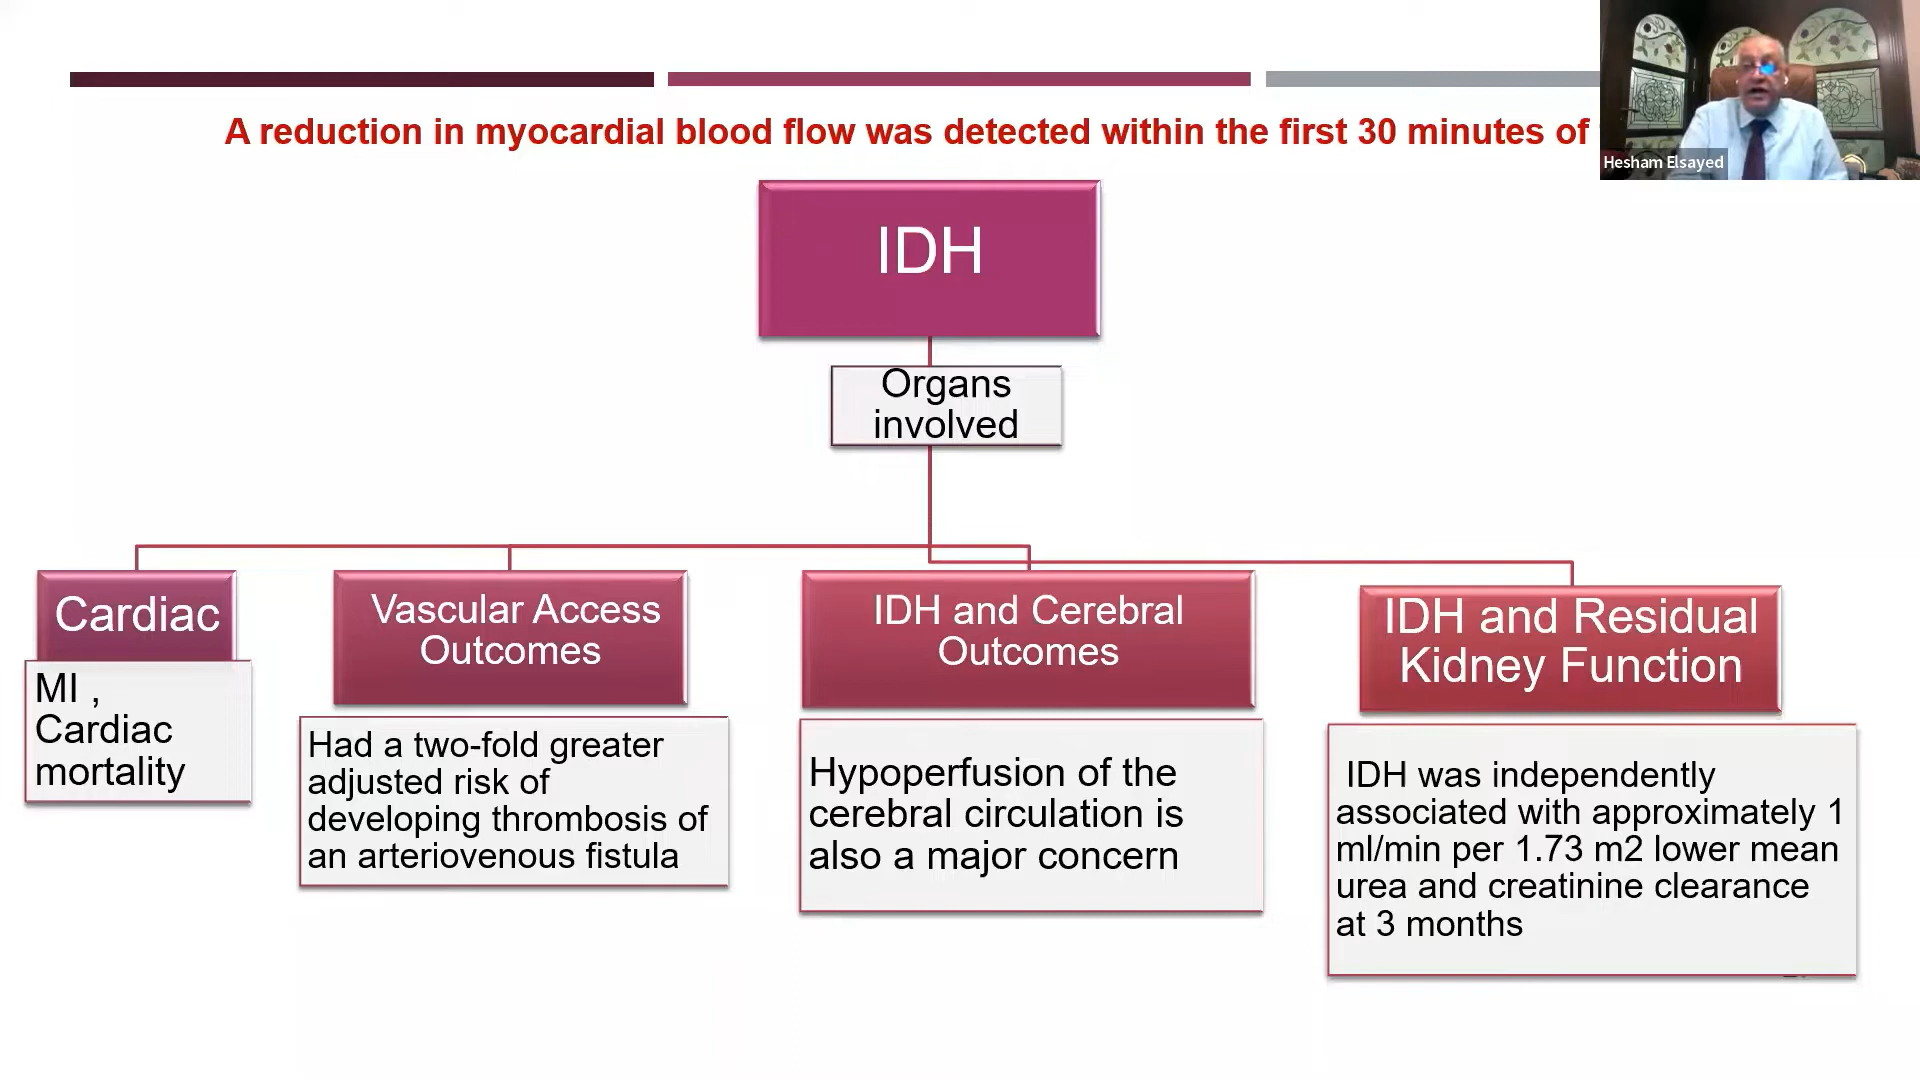 A reduction in myocardial blood flow was detected within the first 30 minutes of
Hesham Elsayed
IDH
Organs
involved
Cardiac
MI ,
Cardiac
mortality
Vascular Access
Outcomes
Had a two-fold greater
adjusted risk of
developing thrombosis of
an arteriovenous fistula
IDH and Cerebral
Outcomes
Hypoperfusion of the
cerebral circulation is
also a major concern
IDH and Residual
Kidney Function
IDH was independently
associated with approximately 1
ml/min per 1.73 m2 lower mean
urea and creatinine clearance
at 3 months